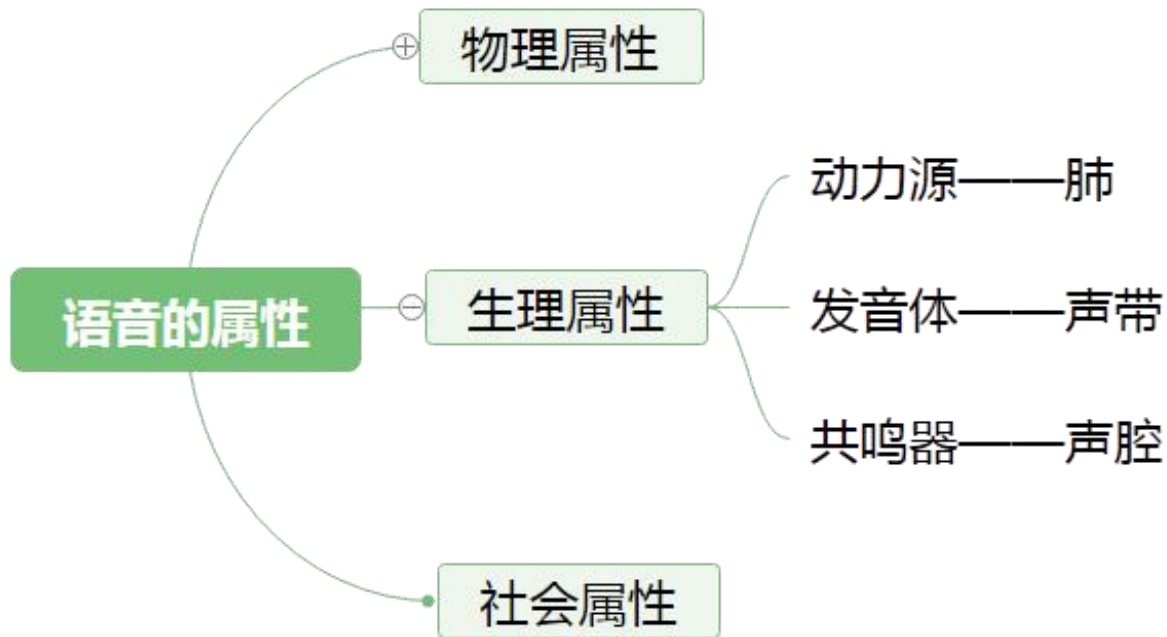 物理属性
动力源——肺
语音的属性
生理属性
发音体——声带
共鸣器——声腔
社会属性